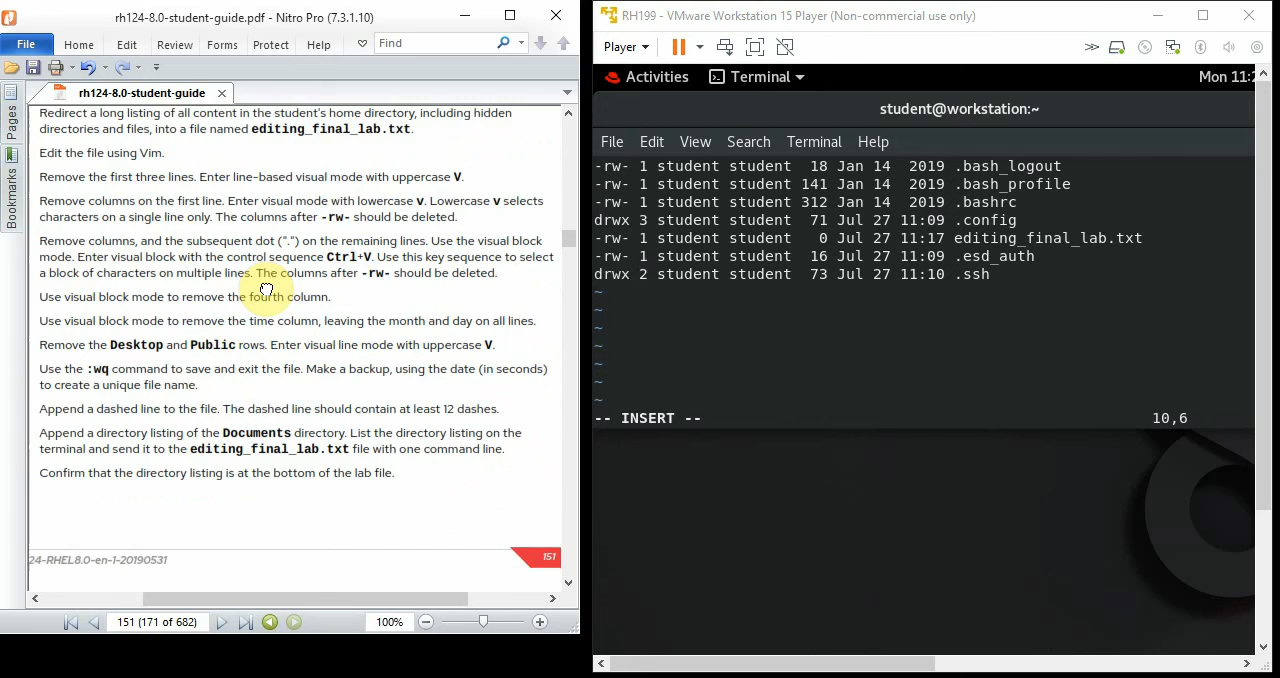 rh124-8.0-student-guide.pdf - Nitro Pro (7.3.1.10)
File Home Edit Review Forms Protect Help Find
rh124-8.0-student-guide
Pages
Bookmarks
Redirect a long listing of all content in the student's home directory, including hidden
directories and files, into a file named editing_final_lab.txt.
Edit the file using Vim.
Remove the first three lines. Enter line-based visual mode with uppercase V.
Remove columns on the first line. Enter visual mode with lowercase v. Lowercase v selects
characters on a single line only. The columns after -rw- should be deleted.
Remove columns, and the subsequent dot (".") on the remaining lines. Use the visual block
mode. Enter visual block with the control sequence Ctrl+V. Use this key sequence to select
a block of characters on multiple lines. The columns after -rw- should be deleted.
Use visual block mode to remove the fourth column.
Use visual block mode to remove the time column, leaving the month and day on all lines.
Remove the Desktop and Public rows. Enter visual line mode with uppercase V.
Use the :wq command to save and exit the file. Make a backup, using the date (in seconds)
to create a unique file name.
Append a dashed line to the file. The dashed line should contain at least 12 dashes.
Append a directory listing of the Documents directory. List the directory listing on the
terminal and send it to the editing_final_lab.txt file with one command line.
Confirm that the directory listing is at the bottom of the lab file.
24-RHEL8.0-en-1-20190531 151
151 (171 of 682) 100%
RH199 - VMware Workstation 15 Player (Non-commercial use only)
Player
Activities Terminal Mon 11:2
student@workstation:~
File Edit View Search Terminal Help
-rw- 1 student student  18 Jan 14  2019 .bash_logout
-rw- 1 student student 141 Jan 14  2019 .bash_profile
-rw- 1 student student 312 Jan 14  2019 .bashrc
drwx 3 student student  71 Jul 27 11:09 .config
-rw- 1 student student   0 Jul 27 11:17 editing_final_lab.txt
-rw- 1 student student  16 Jul 27 11:09 .esd_auth
drwx 2 student student  73 Jul 27 11:10 .ssh
~
~
~
~
~
~
~
-- INSERT -- 10,6